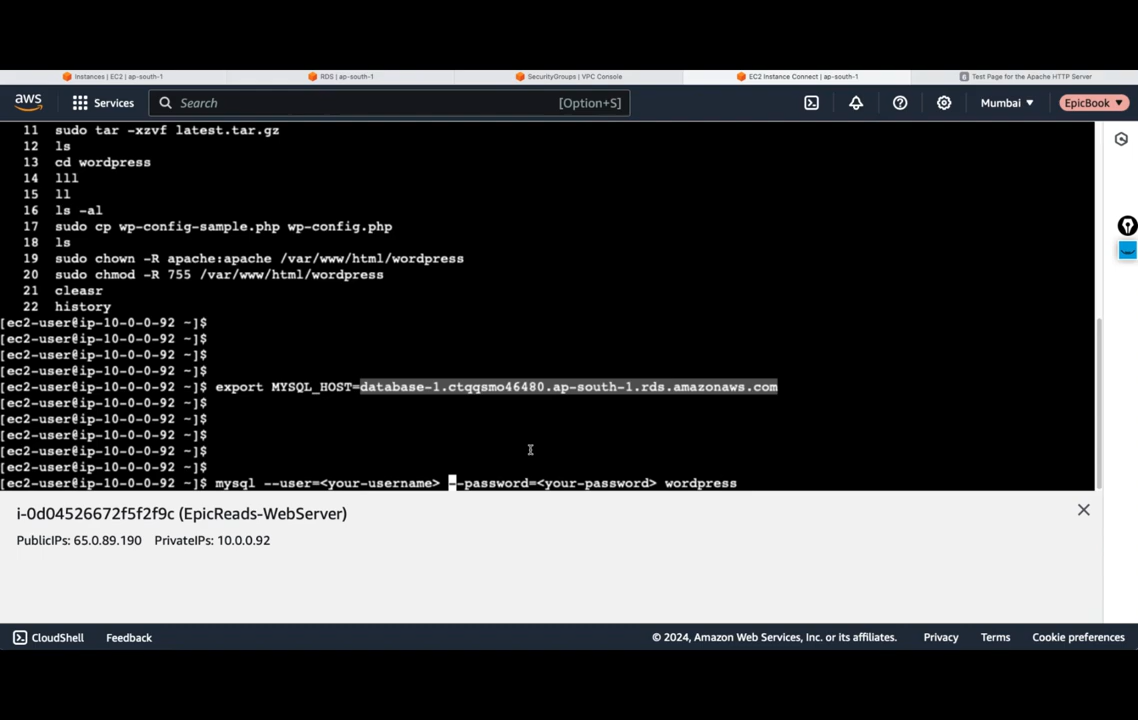 Instances | EC2 | ap-south-1
RDS | ap-south-1
SecurityGroups | VPC Console
EC2 Instance Connect | ap-south-1
Test Page for the Apache HTTP Server
aws
Services
Search
[Option+S]
Mumbai
EpicBook
11 sudo tar -xzvf latest.tar.gz
12 ls
13 cd wordpress
14 lll
15 ll
16 ls -al
17 sudo cp wp-config-sample.php wp-config.php
18 ls
19 sudo chown -R apache:apache /var/www/html/wordpress
20 sudo chmod -R 755 /var/www/html/wordpress
21 cleasr
22 history
[ec2-user@ip-10-0-0-92 ~]$
[ec2-user@ip-10-0-0-92 ~]$
[ec2-user@ip-10-0-0-92 ~]$
[ec2-user@ip-10-0-0-92 ~]$
[ec2-user@ip-10-0-0-92 ~]$ export MYSQL_HOST=database-1.ctqqsmo46480.ap-south-1.rds.amazonaws.com
[ec2-user@ip-10-0-0-92 ~]$
[ec2-user@ip-10-0-0-92 ~]$
[ec2-user@ip-10-0-0-92 ~]$
[ec2-user@ip-10-0-0-92 ~]$
[ec2-user@ip-10-0-0-92 ~]$
[ec2-user@ip-10-0-0-92 ~]$ mysql --user=<your-username> --password=<your-password> wordpress
i-0d04526672f5f2f9c (EpicReads-WebServer)
PublicIPs: 65.0.89.190 PrivateIPs: 10.0.0.92
CloudShell
Feedback
© 2024, Amazon Web Services, Inc. or its affiliates.
Privacy
Terms
Cookie preferences